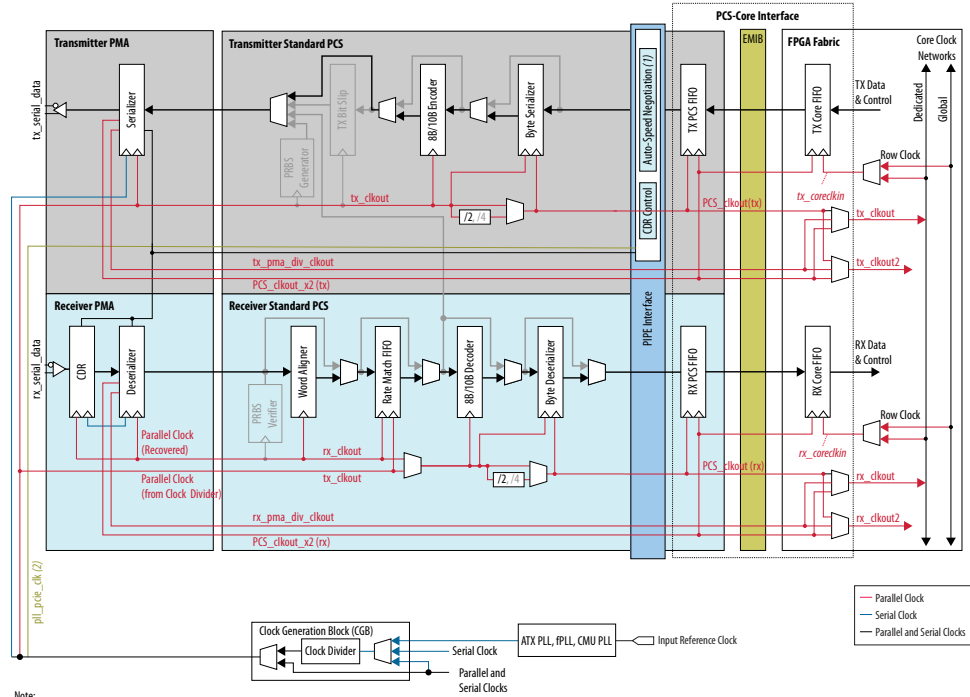 PCS-Core Interface
Transmitter PMA
Transmitter Standard PCS
EMIB
FPGA Fabric
Core Clock
Networks
tx_serial_data
Serializer
TX Bit Slip
8B/10B Encoder
Byte Serializer
Auto-Speed Negotiation (1)
TX PCS FIFO
TX Core FIFO
TX Data
& Control
Dedicated
Global
PRBS
Generator
Row Clock
CDR Control
tx_clkout
/2, /4
PCS_clkout(tx)
tx_coreclkin
tx_clkout
tx_pma_div_clkout
tx_clkout2
PCS_clkout_x2 (tx)
Receiver PMA
Receiver Standard PCS
PIPE Interface
rx_serial_data
CDR
Deserializer
Word Aligner
Rate Match FIFO
8B/10B Decoder
Byte Deserializer
RX PCS FIFO
RX Core FIFO
RX Data
& Control
PRBS
Verifier
Row Clock
Parallel Clock
(Recovered)
rx_clkout
rx_coreclkin
tx_clkout
PCS_clkout (rx)
Parallel Clock
(from Clock Divider)
/2, /4
rx_clkout
rx_pma_div_clkout
rx_clkout2
PCS_clkout_x2 (rx)
pll_pcie_clk (2)
Parallel Clock
Serial Clock
Parallel and Serial Clocks
Clock Generation Block (CGB)
Clock Divider
ATX PLL, fPLL, CMU PLL
Input Reference Clock
Serial Clock
Parallel and
Serial Clocks
Note: